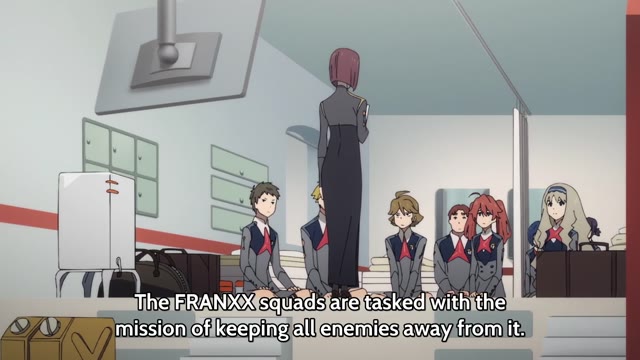 The FRANXX squads are tasked with the
mission of keeping all enemies away from it.